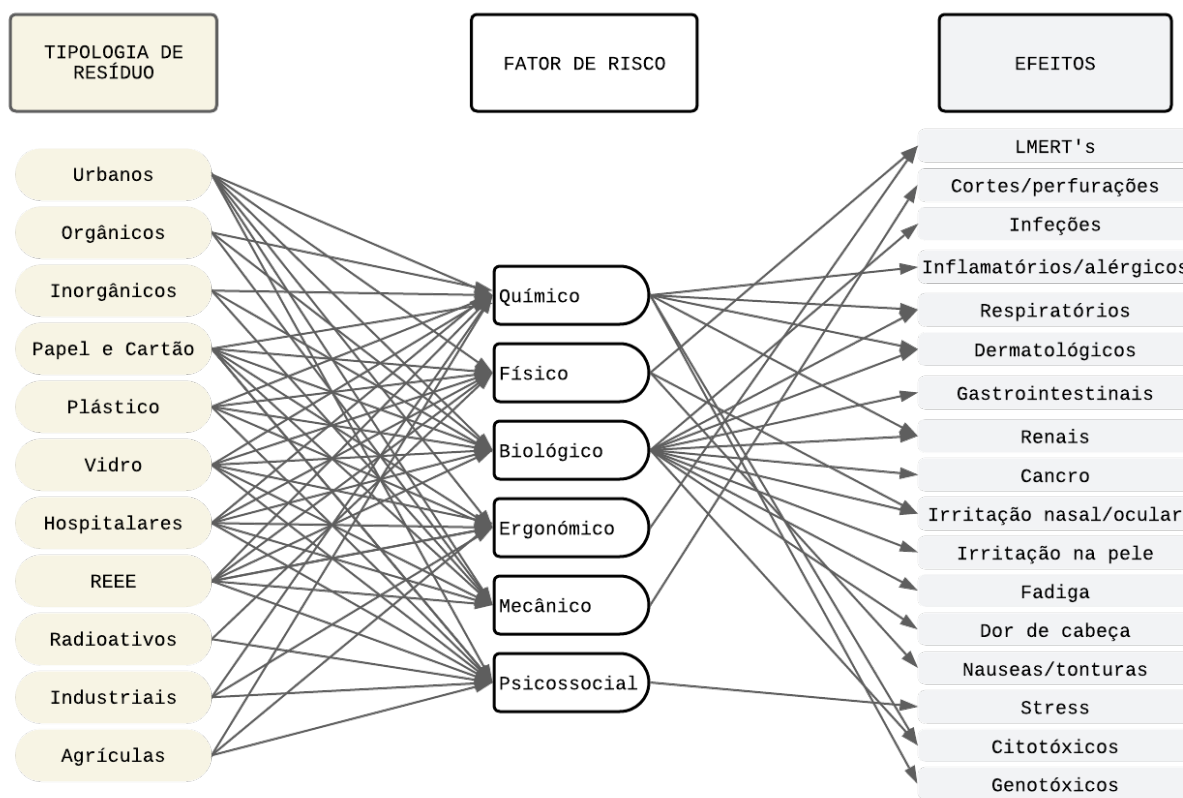 TIPOLOGIA DE
RESÍDUO
FATOR DE RISCO
EFEITOS
Urbanos
Orgânicos
Inorgânicos
Papel e Cartão
Plástico
Vidro
Hospitalares
REEE
Radioativos
Industriais
Agrículas
Químico
Físico
Biológico
Ergonómico
Mecânico
Psicossocial
LMERT's
Cortes/perfurações
Infeções
Inflamatórios/alérgicos
Respiratórios
Dermatológicos
Gastrointestinais
Renais
Cancro
Irritação nasal/ocular
Irritação na pele
Fadiga
Dor de cabeça
Nauseas/tonturas
Stress
Citotóxicos
Genotóxicos